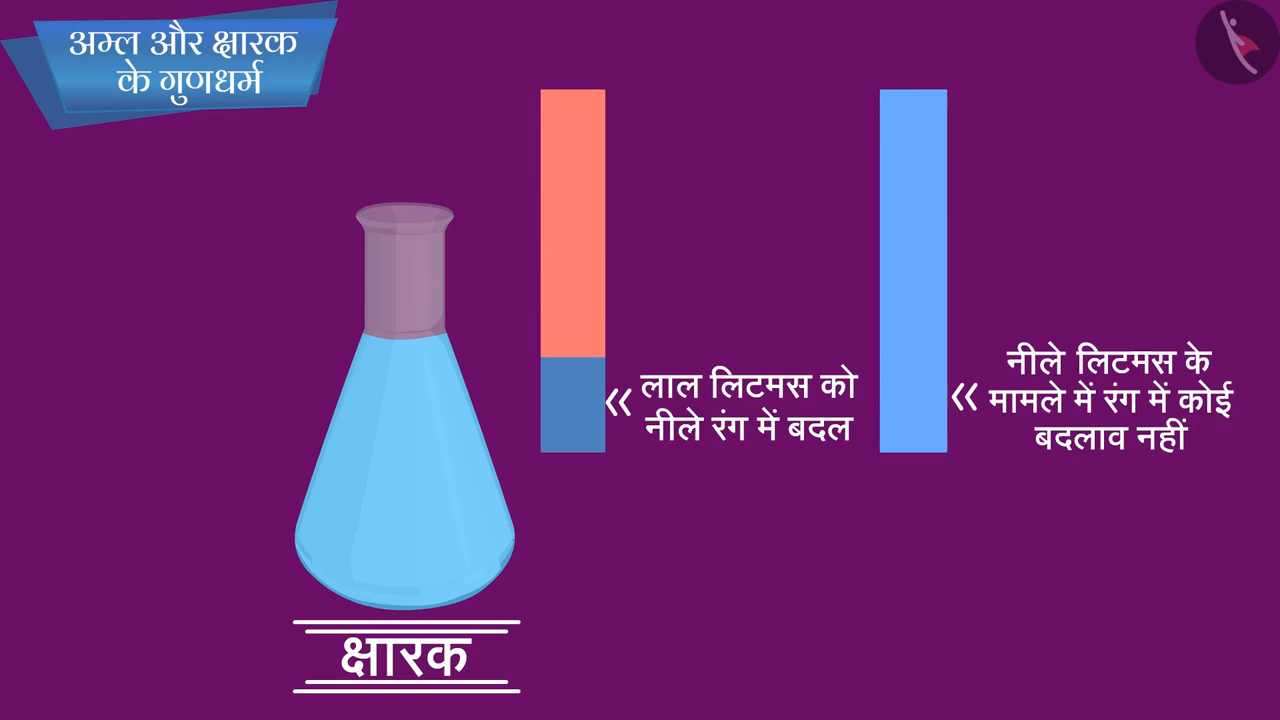 अम्ल और क्षारक
के गुणधर्म
« लाल लिटमस को
नीले रंग में बदल
« नीले लिटमस के
मामले में रंग में कोई
बदलाव नहीं
क्षारक